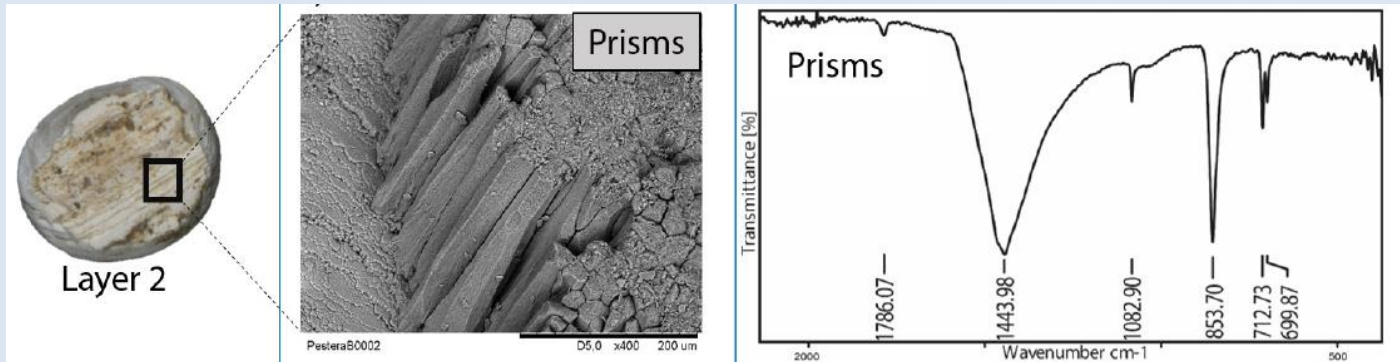 Layer 2
Prisms
PesteraB0002
D5,0 x400 200 um
Prisms
Transmittance [%]
1786.07
1443.98
1082.90
853.70
712.73
699.87
2000
Wavenumber cm-1
500